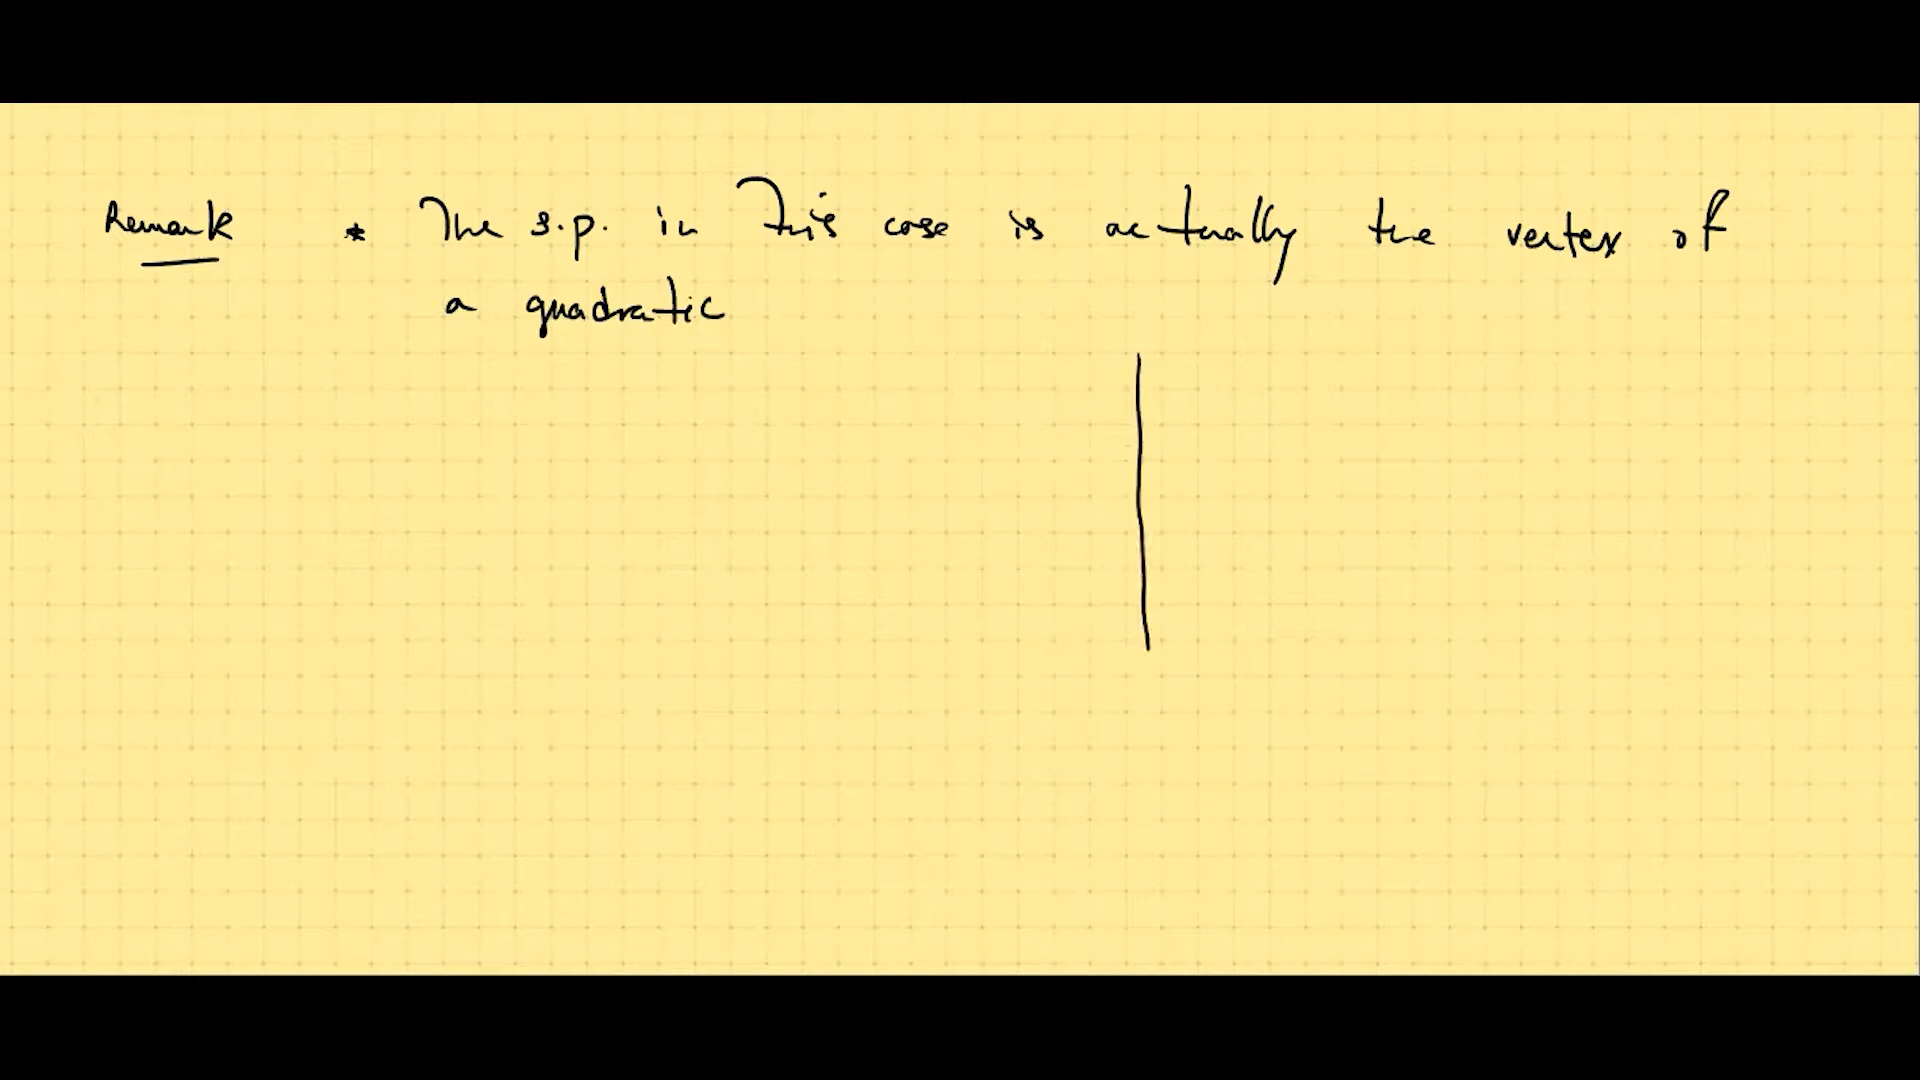 Remark * The s.p. in this case is actually the vertex of
a quadratic